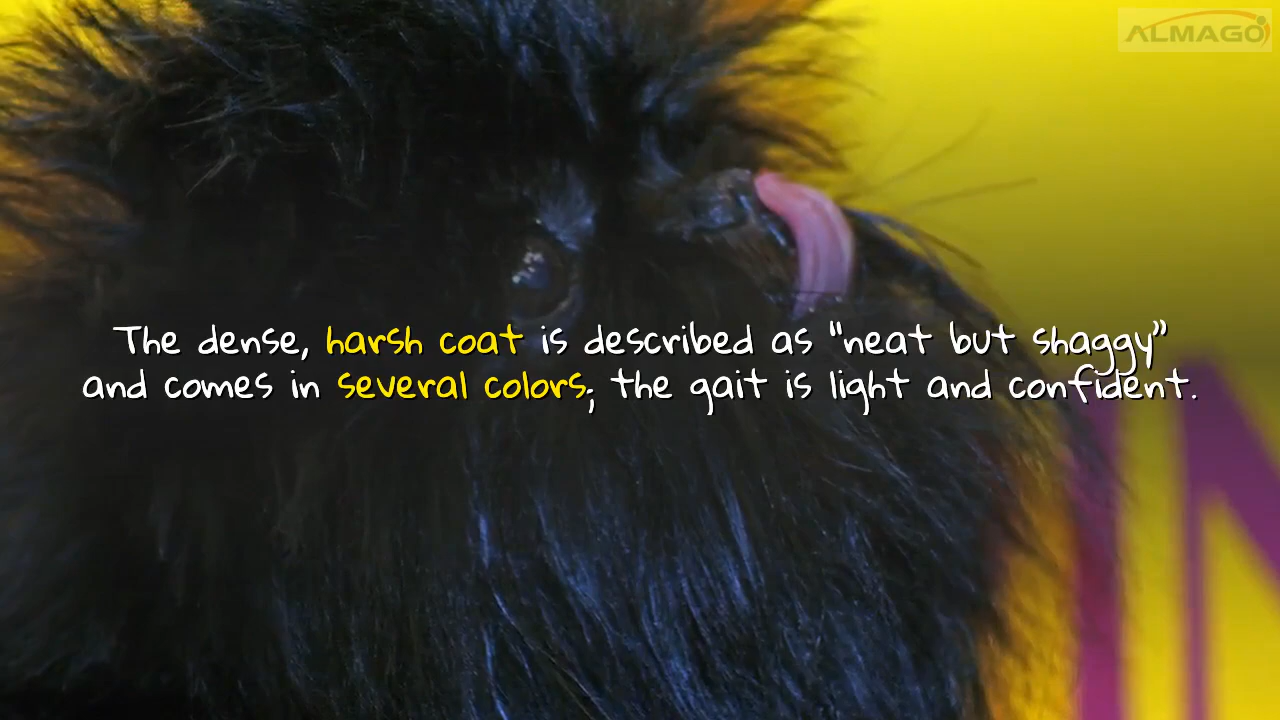 ALMAGO
The dense, harsh coat is described as "neat but shaggy"
and comes in several colors; the gait is light and confident.